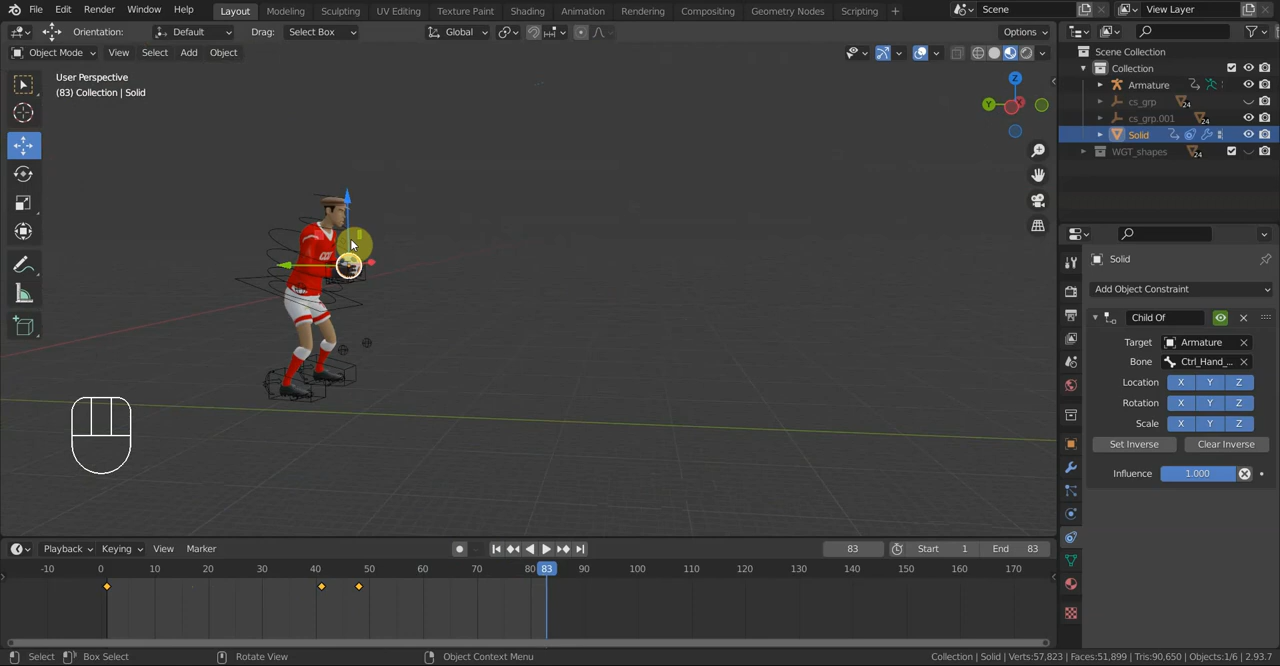 File Edit Render Window Help Layout Modeling Sculpting UV Editing Texture Paint Shading Animation Rendering Compositing Geometry Nodes Scripting + Scene View Layer
Orientation: Default Drag: Select Box Global Options
Object Mode View Select Add Object
User Perspective
(83) Collection | Solid
Z
Y
X
Scene Collection
Collection
Armature
cs_grp 24
cs_grp.001 24
Solid
WGT_shapes 24
Solid
Add Object Constraint
Child Of
Target Armature
Bone Ctrl_Hand_...
Location X Y Z
Rotation X Y Z
Scale X Y Z
Set Inverse Clear Inverse
Influence 1.000
Playback Keying View Marker 83 Start 1 End 83
-10 0 10 20 30 40 50 60 70 80 83 90 100 110 120 130 140 150 160 170
Select Box Select Rotate View Object Context Menu Collection | Solid | Verts:57,823 | Faces:51,899 | Tris:90,650 | Objects:1/6 | 2.93.7